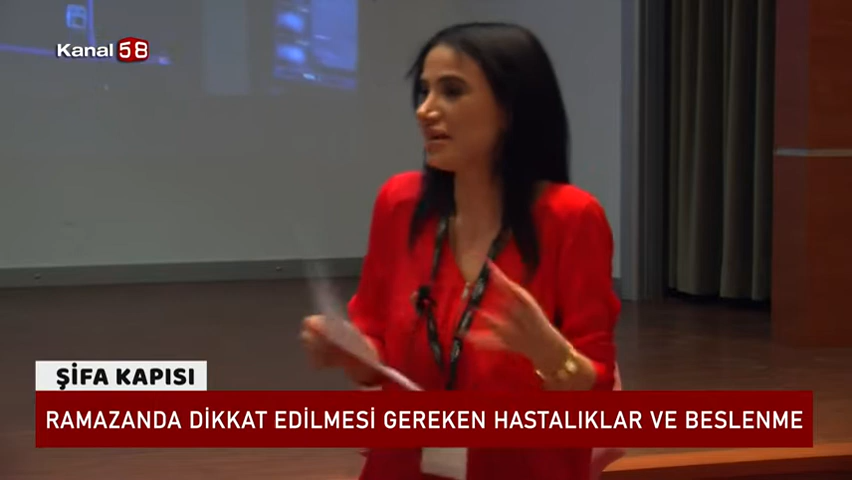 Kanal 58
ŞİFA KAPISI
RAMAZANDA DİKKAT EDİLMESİ GEREKEN HASTALIKLAR VE BESLENME